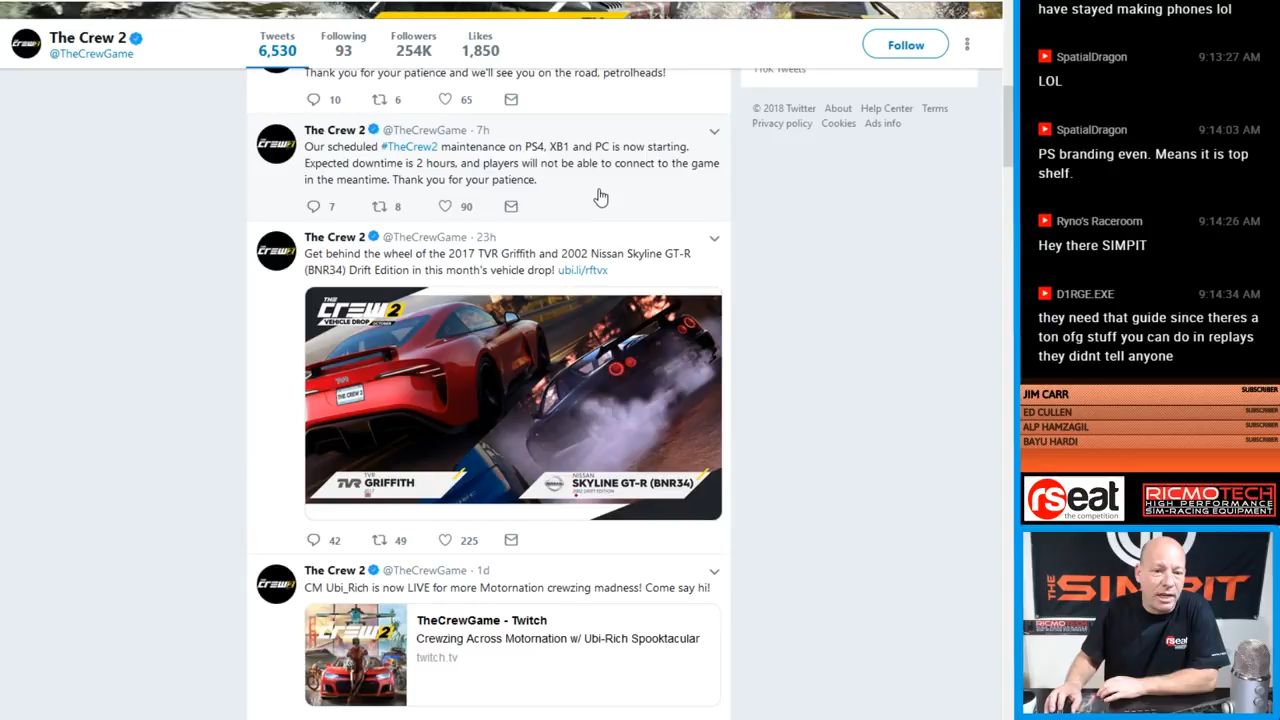 The Crew 2
@TheCrewGame
Tweets
6,530
Following
93
Followers
254K
Likes
1,850
Follow
Thank you for your patience and we'll see you on the road, petrolheads!
10 6 65
The Crew 2 @TheCrewGame · 7h
Our scheduled #TheCrew2 maintenance on PS4, XB1 and PC is now starting.
Expected downtime is 2 hours, and players will not be able to connect to the game
in the meantime. Thank you for your patience.
7 8 90
The Crew 2 @TheCrewGame · 23h
Get behind the wheel of the 2017 TVR Griffith and 2002 Nissan Skyline GT-R
(BNR34) Drift Edition in this month's vehicle drop! ubi.li/rftvx
THE
CREW 2
VEHICLE DROP OCTOBER
THE CREW 2
TVR
TVR GRIFFITH
NISSAN
SKYLINE GT-R (BNR34)
2002 DRIFT EDITION
42 49 225
The Crew 2 @TheCrewGame · 1d
CM Ubi_Rich is now LIVE for more Motornation crewzing madness! Come say hi!
THE
CREW 2
TheCrewGame - Twitch
Crewzing Across Motornation w/ Ubi-Rich Spooktacular
twitch.tv
© 2018 Twitter About Help Center Terms
Privacy policy Cookies Ads info
have stayed making phones lol
SpatialDragon 9:13:27 AM
LOL
SpatialDragon 9:14:03 AM
PS branding even. Means it is top
shelf.
Ryno's Raceroom 9:14:26 AM
Hey there SIMPIT
D1RGE.EXE 9:14:34 AM
they need that guide since theres a
ton ofg stuff you can do in replays
they didnt tell anyone
JIM CARR SUBSCRIBER
ED CULLEN SUBSCRIBER
ALP HAMZAGIL SUBSCRIBER
BAYU HARDI SUBSCRIBER
rseat
the competition
RICMOTECH
HIGH PERFORMANCE
SIM-RACING EQUIPMENT
THE SIMPIT
RICMOTECH
rseat